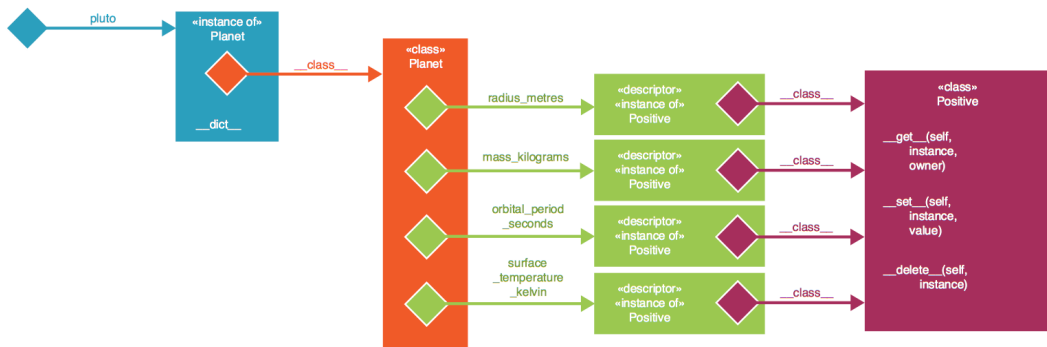 pluto
«instance of»
Planet
__dict__
__class__
«class»
Planet
radius_metres
«descriptor»
«instance of»
Positive
__class__
mass_kilograms
«descriptor»
«instance of»
Positive
__class__
orbital_period
_seconds
«descriptor»
«instance of»
Positive
__class__
surface
_temperature
_kelvin
«descriptor»
«instance of»
Positive
__class__
«class»
Positive
__get__(self,
instance,
owner)
__set__(self,
instance,
value)
__delete__(self,
instance)